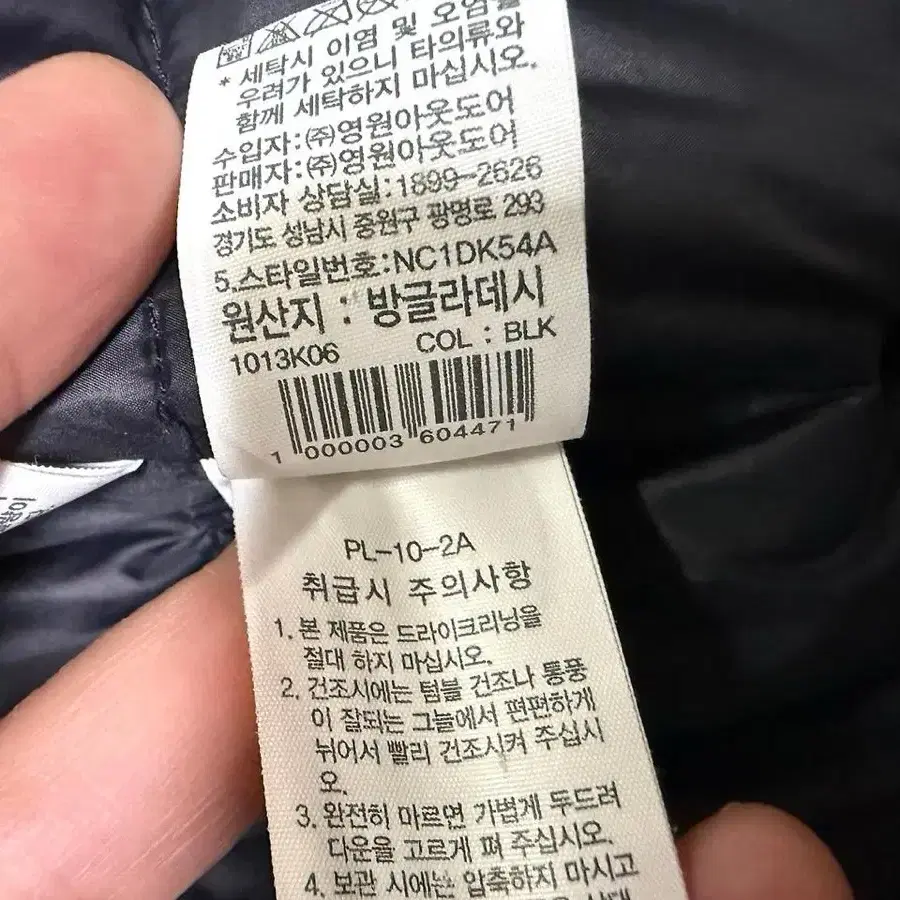 * 세탁시 이염 및 오염될
우려가 있으니 타의류와
함께 세탁하지 마십시오.
수입자:㈜영원아웃도어
판매자:㈜영원아웃도어
소비자 상담실:1899-2626
경기도 성남시 중원구 광명로 293
5.스타일번호:NC1DK54A
원산지 : 방글라데시
1013K06 COL : BLK
1 000003 604471
PL-10-2A
취급시 주의사항
1. 본 제품은 드라이크리닝을
절대 하지 마십시오.
2. 건조시에는 텀블 건조나 통풍
이 잘되는 그늘에서 편편하게
뉘어서 빨리 건조시켜 주십시
오.
3. 완전히 마르면 가볍게 두드려
다운을 고르게 펴 주십시오.
4. 보관 시에는 압축하지 마시고